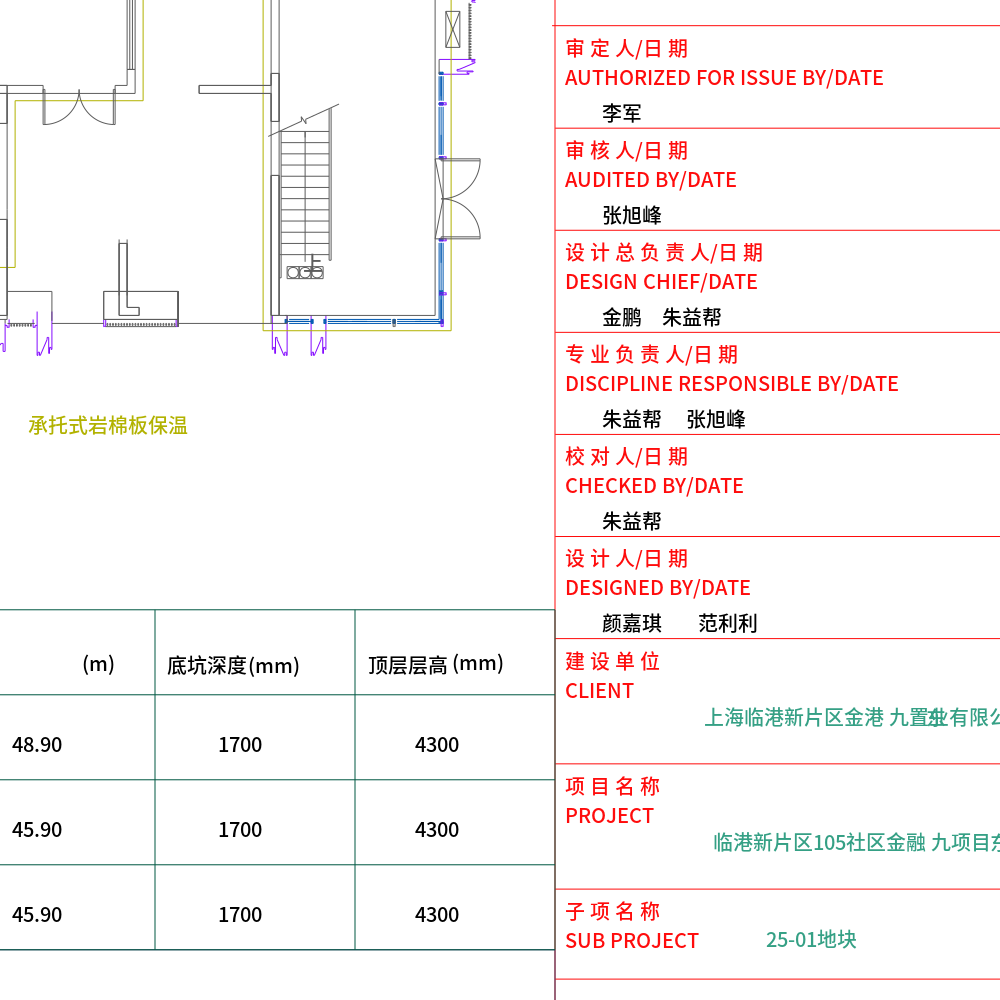 承托式岩棉板保温
(m) 底坑深度(mm) 顶层层高(mm)
48.90 1700 4300
45.90 1700 4300
45.90 1700 4300
审定人/日期
AUTHORIZED FOR ISSUE BY/DATE
李军
审核人/日期
AUDITED BY/DATE
张旭峰
设计总负责人/日期
DESIGN CHIEF/DATE
金鹏 朱益帮
专业负责人/日期
DISCIPLINE RESPONSIBLE BY/DATE
朱益帮 张旭峰
校对人/日期
CHECKED BY/DATE
朱益帮
设计人/日期
DESIGNED BY/DATE
颜嘉琪 范利利
建设单位
CLIENT
上海临港新片区金港 九置业有限
项目名称
PROJECT
临港新片区105社区金融 九项目东
子项名称
SUB PROJECT 25-01地块